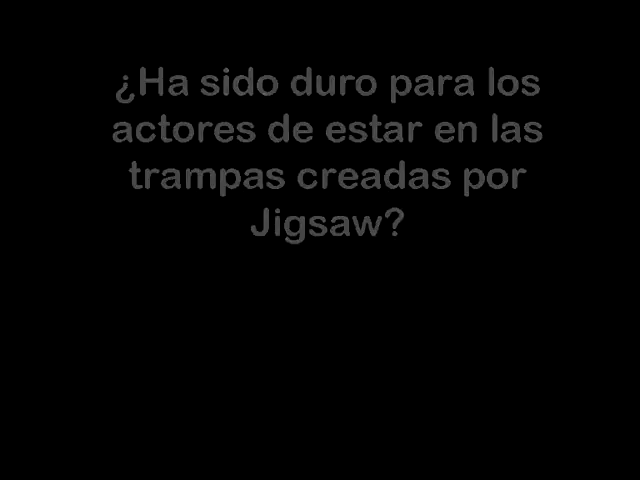 ¿Ha sido duro para los
actores de estar en las
trampas creadas por
Jigsaw?